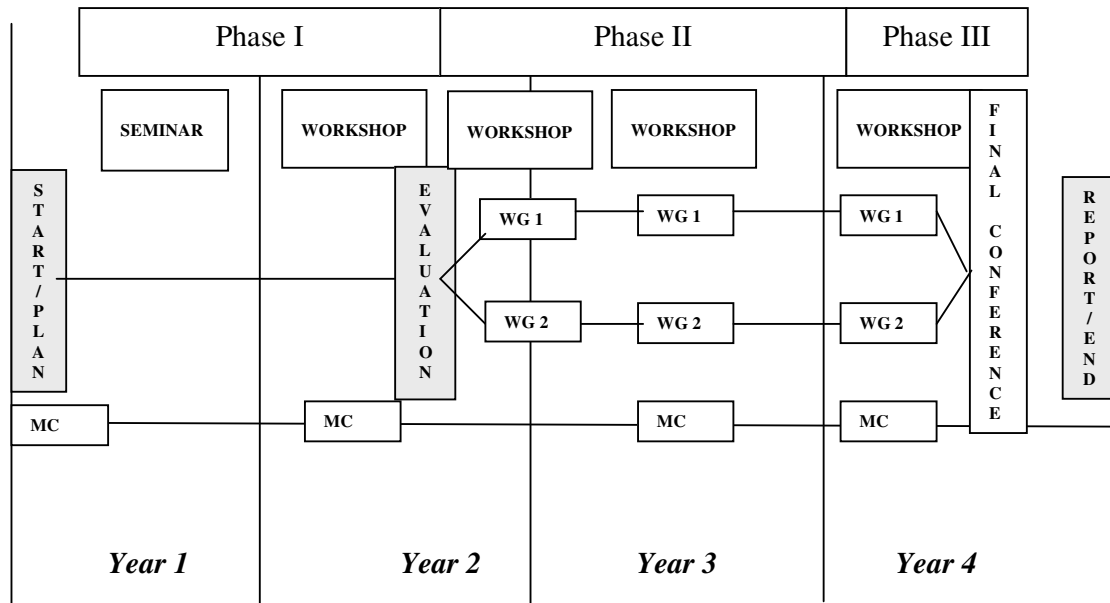 Phase I
Phase II
Phase III
SEMINAR
WORKSHOP
WORKSHOP
WORKSHOP
WORKSHOP
START/PLAN
EVALUATION
FINAL CONFERENCE
REPORT/END
WG 1
WG 1
WG 1
WG 2
WG 2
WG 2
MC
MC
MC
MC
Year 1
Year 2
Year 3
Year 4